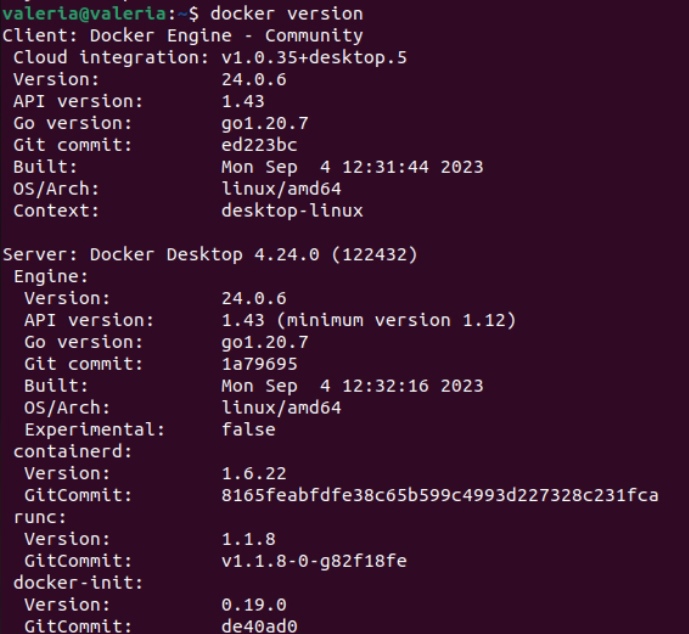 valeria@valeria:~$ docker version
Client: Docker Engine - Community
 Cloud integration: v1.0.35+desktop.5
 Version:           24.0.6
 API version:       1.43
 Go version:        go1.20.7
 Git commit:        ed223bc
 Built:             Mon Sep  4 12:31:44 2023
 OS/Arch:           linux/amd64
 Context:           desktop-linux

Server: Docker Desktop 4.24.0 (122432)
 Engine:
  Version:          24.0.6
  API version:      1.43 (minimum version 1.12)
  Go version:       go1.20.7
  Git commit:       1a79695
  Built:            Mon Sep  4 12:32:16 2023
  OS/Arch:          linux/amd64
  Experimental:     false
 containerd:
  Version:          1.6.22
  GitCommit:        8165feabfdfe38c65b599c4993d227328c231fca
 runc:
  Version:          1.1.8
  GitCommit:        v1.1.8-0-g82f18fe
 docker-init:
  Version:          0.19.0
  GitCommit:        de40ad0